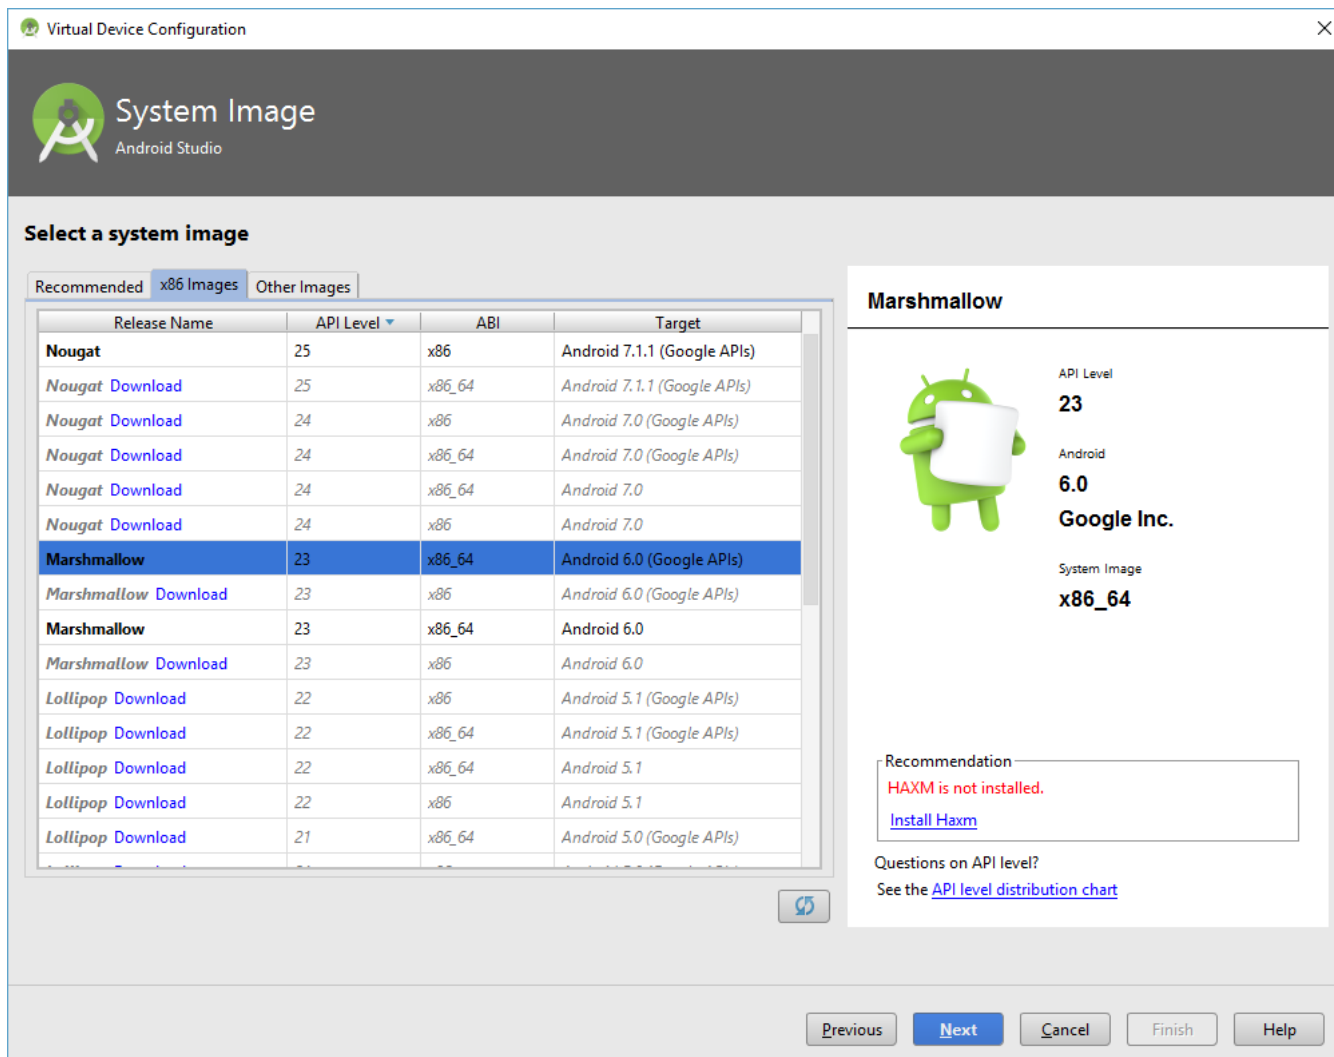 Virtual Device Configuration
System Image
Android Studio
Select a system image
Recommended x86 Images Other Images
Release Name API Level ABI Target
Nougat 25 x86 Android 7.1.1 (Google APIs)
Nougat Download 25 x86_64 Android 7.1.1 (Google APIs)
Nougat Download 24 x86 Android 7.0 (Google APIs)
Nougat Download 24 x86_64 Android 7.0 (Google APIs)
Nougat Download 24 x86_64 Android 7.0
Nougat Download 24 x86 Android 7.0
Marshmallow 23 x86_64 Android 6.0 (Google APIs)
Marshmallow Download 23 x86 Android 6.0 (Google APIs)
Marshmallow 23 x86_64 Android 6.0
Marshmallow Download 23 x86 Android 6.0
Lollipop Download 22 x86 Android 5.1 (Google APIs)
Lollipop Download 22 x86_64 Android 5.1 (Google APIs)
Lollipop Download 22 x86_64 Android 5.1
Lollipop Download 22 x86 Android 5.1
Lollipop Download 21 x86_64 Android 5.0 (Google APIs)
Marshmallow
API Level
23
Android
6.0
Google Inc.
System Image
x86_64
Recommendation
HAXM is not installed.
Install Haxm
Questions on API level?
See the API level distribution chart
Previous Next Cancel Finish Help